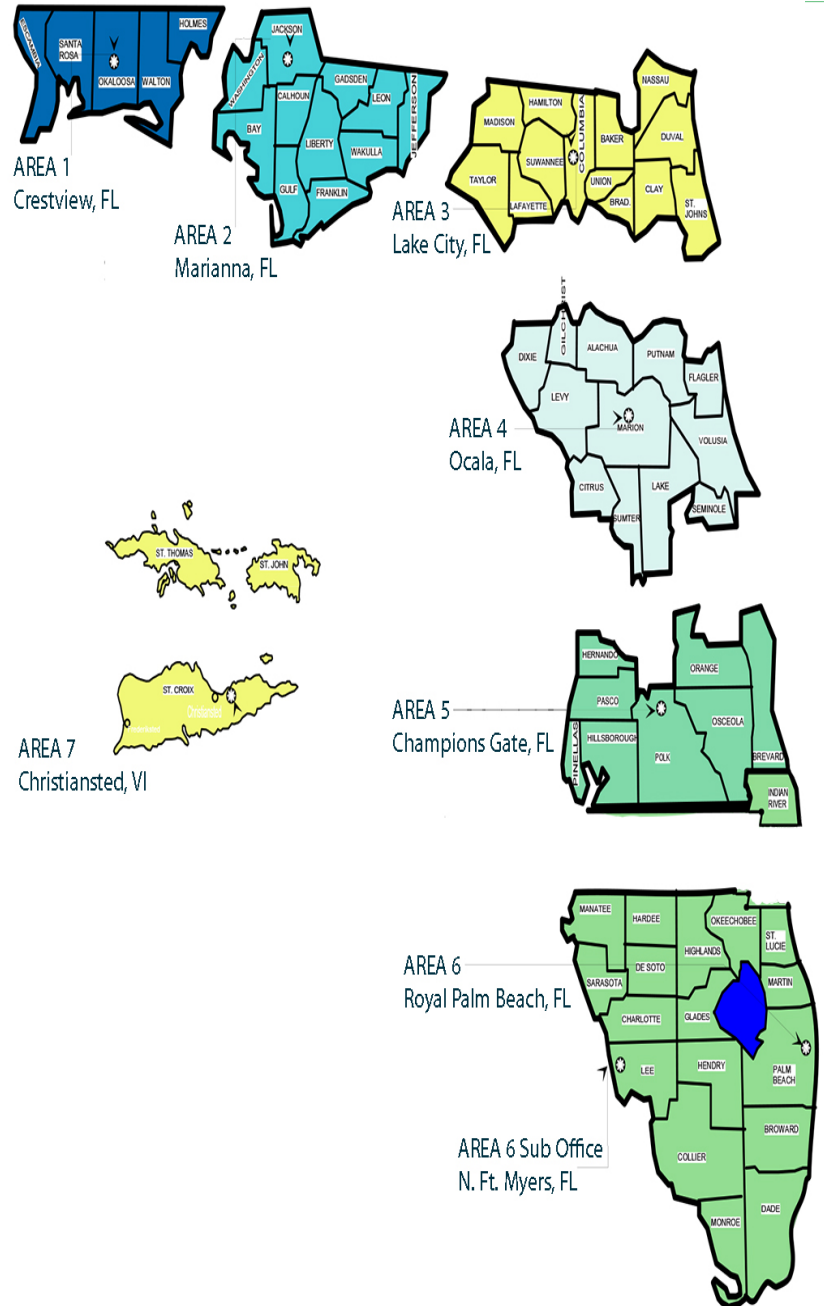 ESCAMBIA
SANTA
ROSA
OKALOOSA
WALTON
HOLMES
AREA 1
Crestview, FL
JACKSON
WASHINGTON
BAY
CALHOUN
GULF
LIBERTY
FRANKLIN
GADSDEN
LEON
WAKULLA
JEFFERSON
AREA 2
Marianna, FL
MADISON
HAMILTON
TAYLOR
LAFAYETTE
SUWANNEE
COLUMBIA
BAKER
UNION
BRAD.
NASSAU
DUVAL
CLAY
ST.
JOHNS
AREA 3
Lake City, FL
DIXIE
GILCHRIST
ALACHUA
PUTNAM
FLAGLER
LEVY
MARION
VOLUSIA
CITRUS
SUMTER
LAKE
SEMINOLE
AREA 4
Ocala, FL
ST. THOMAS
ST. JOHN
ST. CROIX
Christiansted
Frederiksted
AREA 7
Christiansted, VI
HERNANDO
PASCO
PINELLAS
HILLSBOROUGH
POLK
ORANGE
OSCEOLA
BREVARD
INDIAN
RIVER
AREA 5
Champions Gate, FL
MANATEE
HARDEE
HIGHLANDS
OKEECHOBEE
ST.
LUCIE
SARASOTA
DE SOTO
MARTIN
CHARLOTTE
GLADES
LEE
HENDRY
PALM
BEACH
BROWARD
COLLIER
MONROE
DADE
AREA 6
Royal Palm Beach, FL
AREA 6 Sub Office
N. Ft. Myers, FL